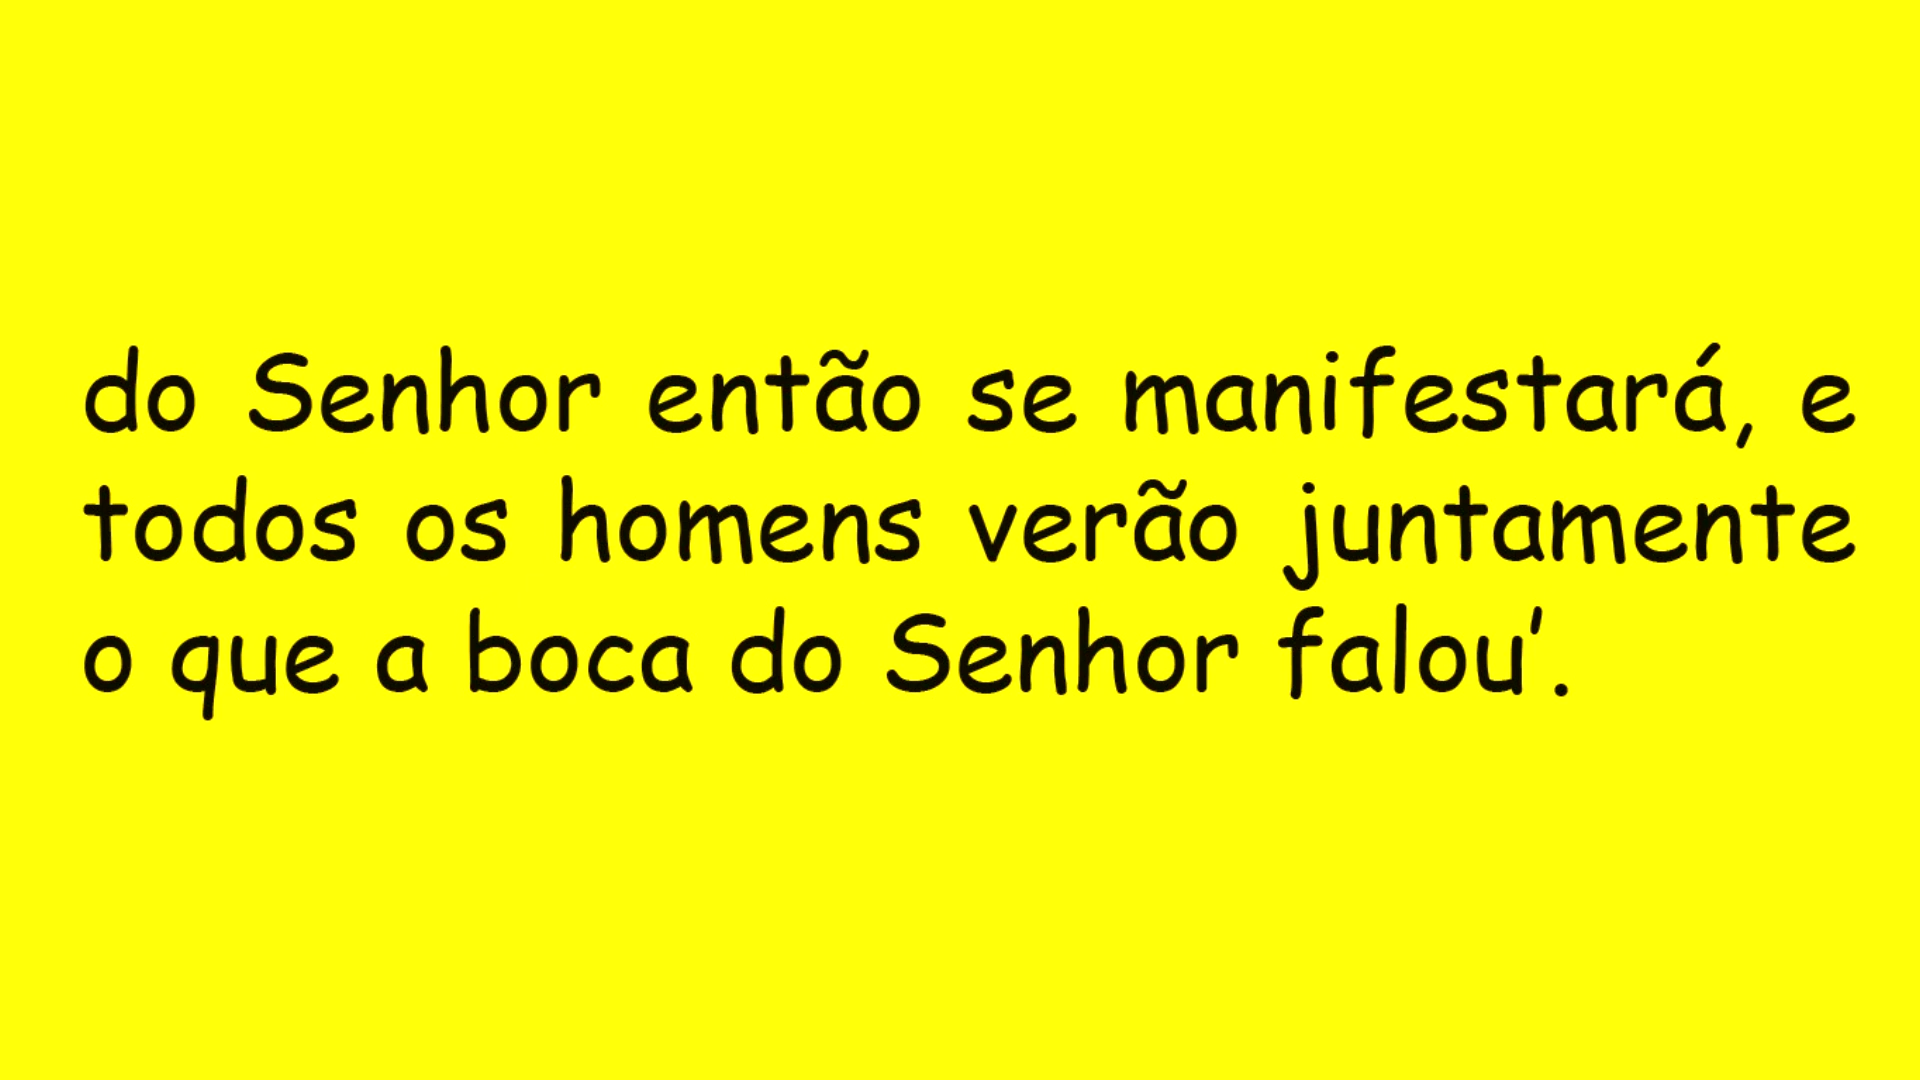 do Senhor então se manifestará, e
todos os homens verão juntamente
o que a boca do Senhor falou’.